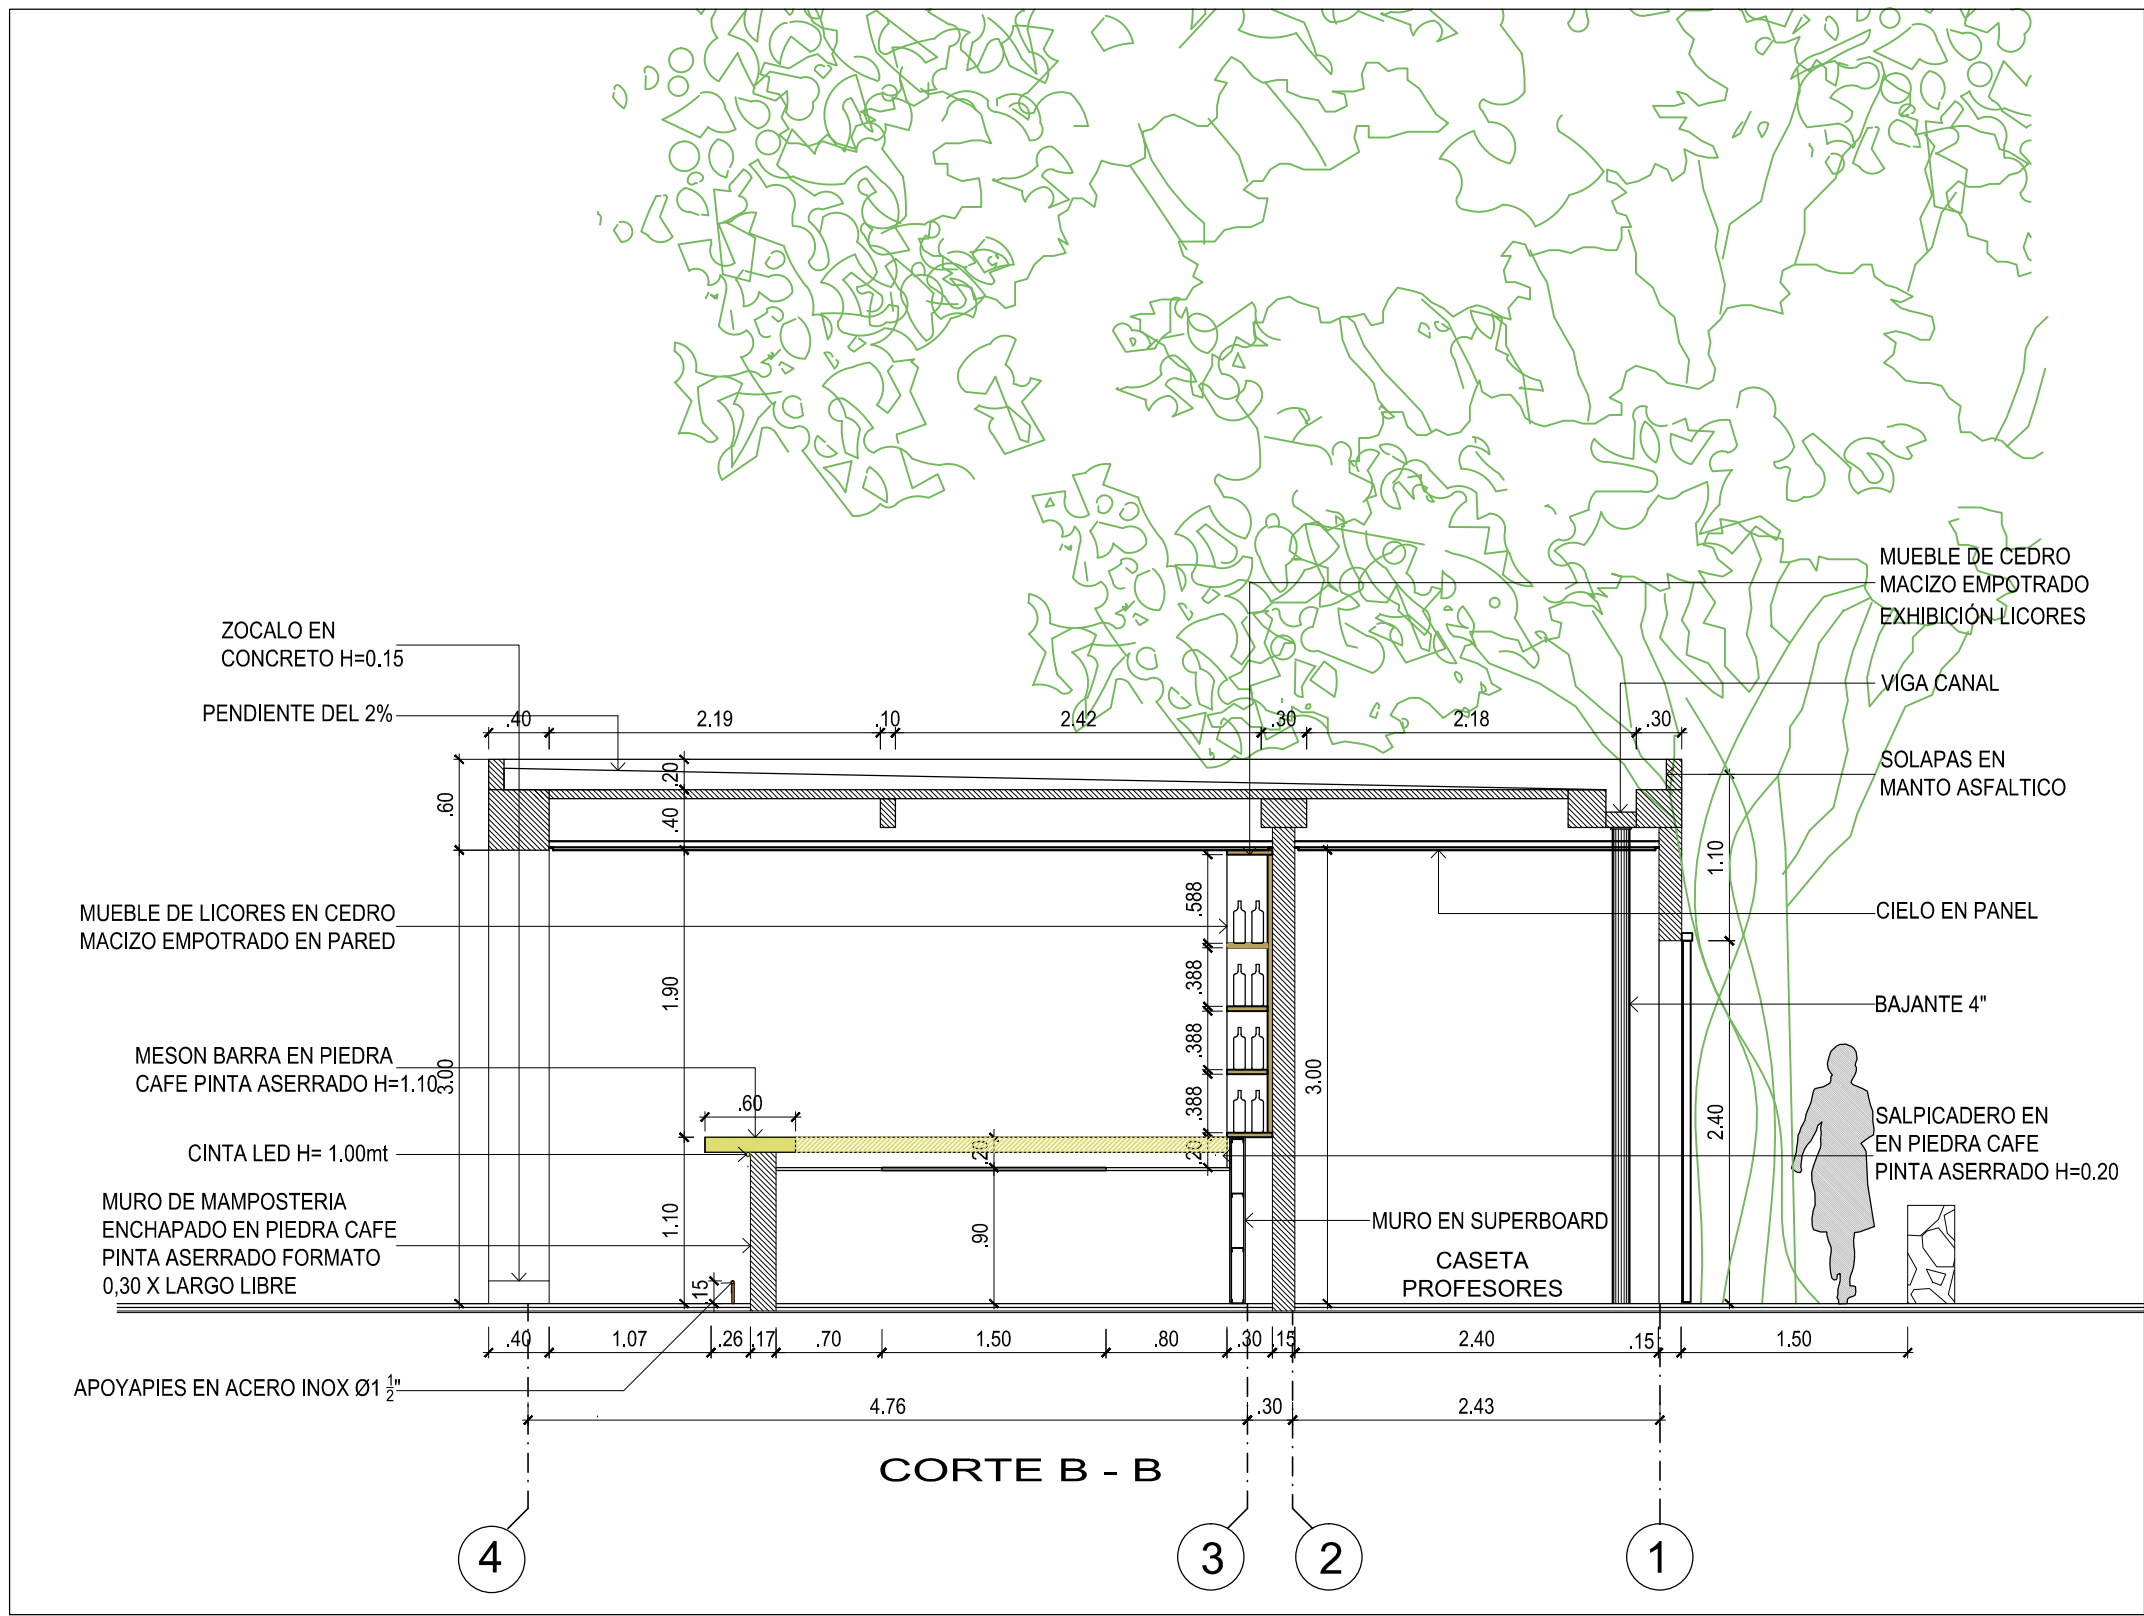 MUEBLE DE CEDRO
MACIZO EMPOTRADO
EXHIBICIÓN LICORES
ZOCALO EN
CONCRETO H=0.15
VIGA CANAL
PENDIENTE DEL 2%
.40 2.19 .10 2.42 .30 2.18 .30
SOLAPAS EN
MANTO ASFALTICO
.60
.20
.40
1.10
.588
MUEBLE DE LICORES EN CEDRO
MACIZO EMPOTRADO EN PARED
CIELO EN PANEL
1.90
.388
BAJANTE 4"
.388
MESON BARRA EN PIEDRA
CAFE PINTA ASERRADO H=1.10
3.00
3.00
.60
.388
2.40
SALPICADERO EN
EN PIEDRA CAFE
PINTA ASERRADO H=0.20
CINTA LED H= 1.00mt
.20
.20
MURO DE MAMPOSTERIA
ENCHAPADO EN PIEDRA CAFE
PINTA ASERRADO FORMATO
0,30 X LARGO LIBRE
1.10
.90
MURO EN SUPERBOARD
CASETA
PROFESORES
.15
.40 1.07 .26 .17 .70 1.50 .80 .30 .15 2.40 .15 1.50
APOYAPIES EN ACERO INOX Ø1 1/2"
4.76 .30 2.43
CORTE B - B
4 3 2 1